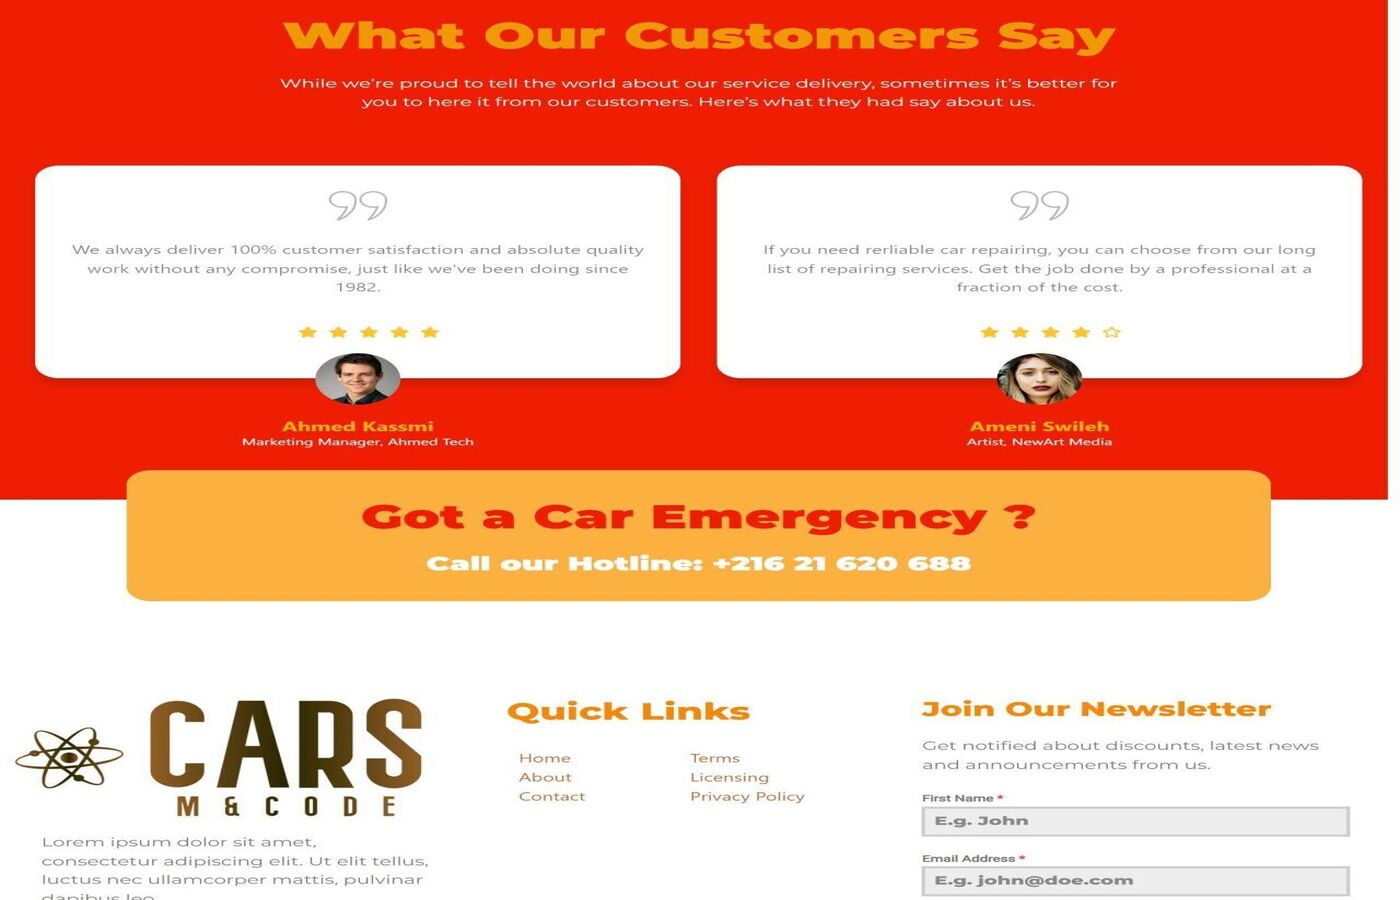 What Our Customers Say
While we're proud to tell the world about our service delivery, sometimes it's better for
you to here it from our customers. Here's what they had say about us.
We always deliver 100% customer satisfaction and absolute quality
work without any compromise, just like we've been doing since
1982.
Ahmed Kassmi
Marketing Manager, Ahmed Tech
If you need rerliable car repairing, you can choose from our long
list of repairing services. Get the job done by a professional at a
fraction of the cost.
Ameni Swileh
Artist, NewArt Media
Got a Car Emergency ?
Call our Hotline: +216 21 620 688
CARS
M & CODE
Lorem ipsum dolor sit amet,
consectetur adipiscing elit. Ut elit tellus,
luctus nec ullamcorper mattis, pulvinar
dapibus leo.
Quick Links
Home
About
Contact
Terms
Licensing
Privacy Policy
Join Our Newsletter
Get notified about discounts, latest news
and announcements from us.
First Name *
E.g. John
Email Address *
E.g. john@doe.com